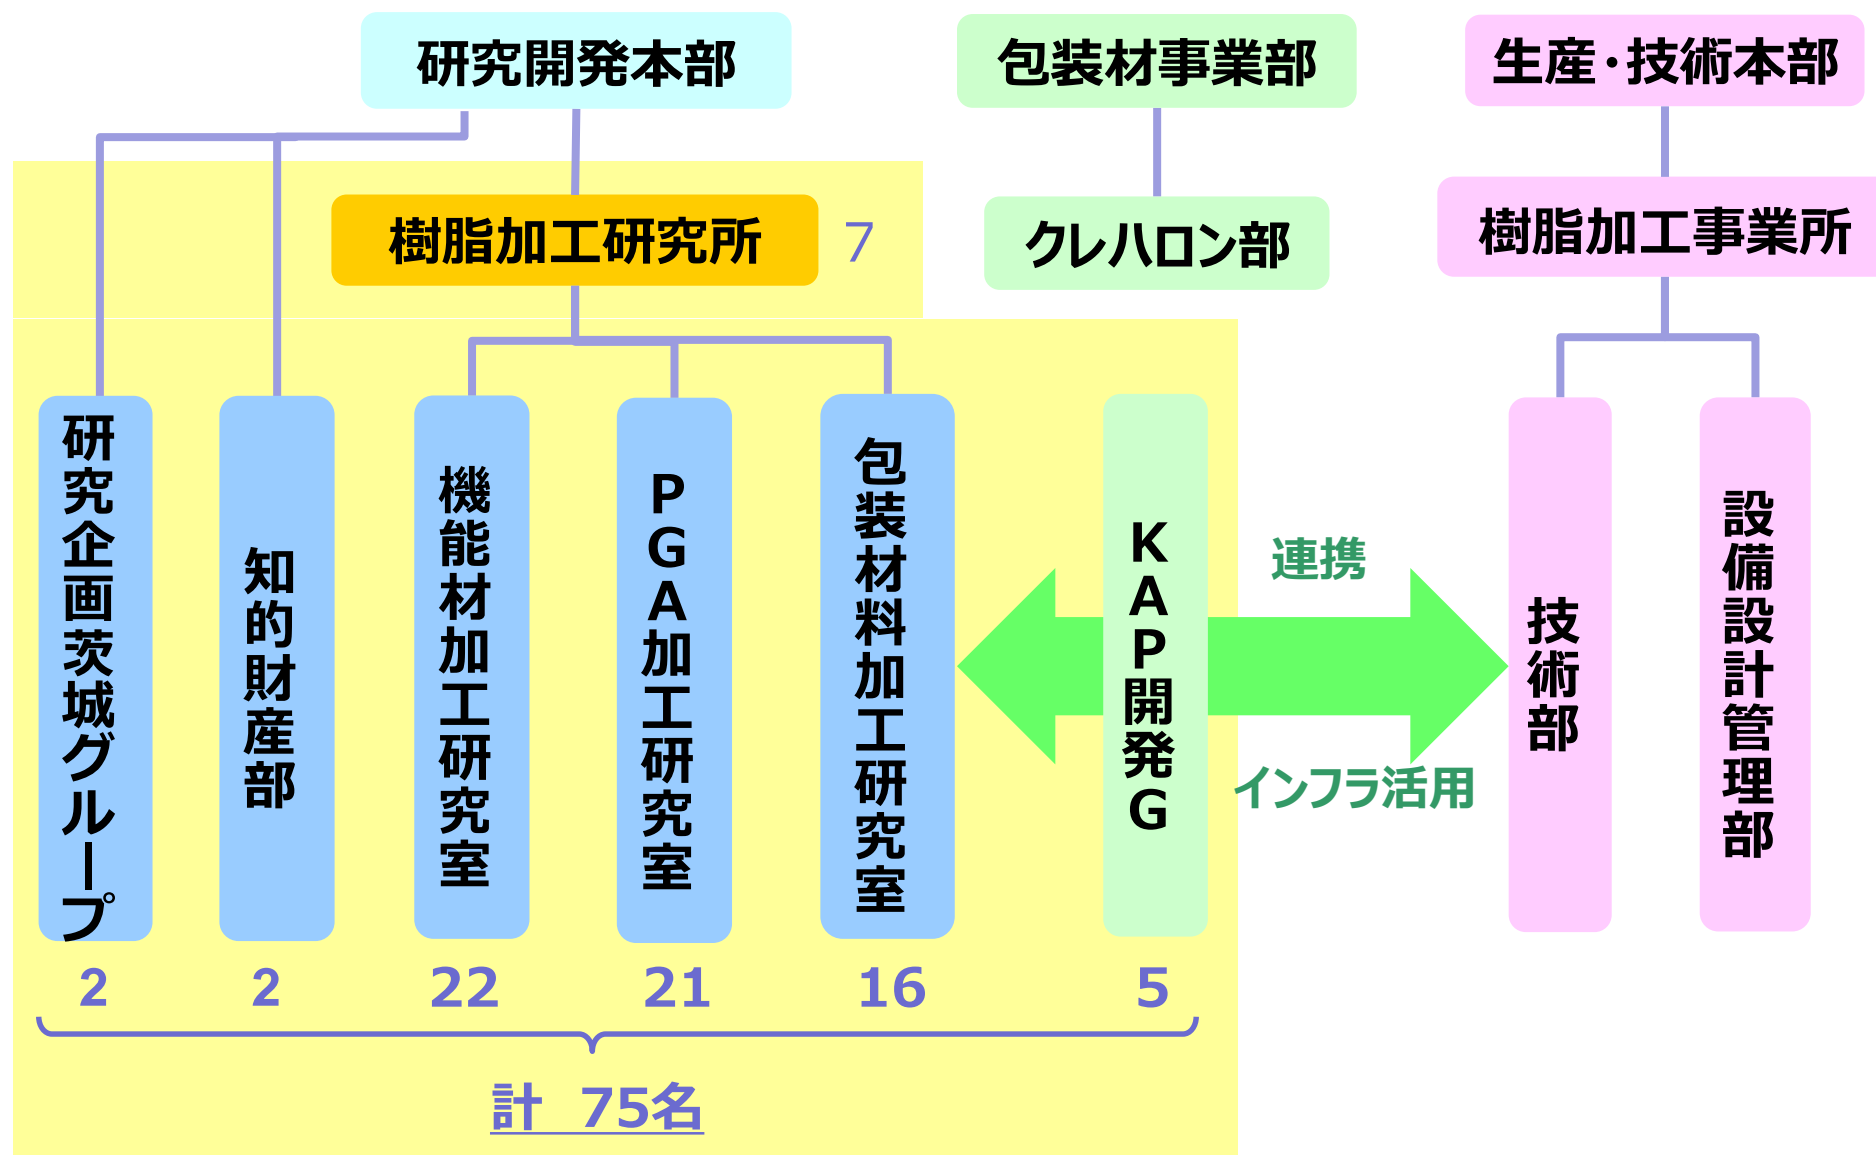 研究開発本部
包装材事業部
生産・技術本部
樹脂加工研究所
7
クレハロン部
樹脂加工事業所
研究企画茨城グループ
知的財産部
機能材加工研究室
PGA加工研究室
包装材料加工研究室
KAP開発G
連携
インフラ活用
技術部
設備設計管理部
2
2
22
21
16
5
計 75名